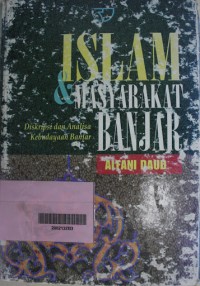 ISLAM
& MASYARAKAT
BANJAR
Diskripsi dan Analisa
Kebudayaan Banjar
ALFANI DAUD